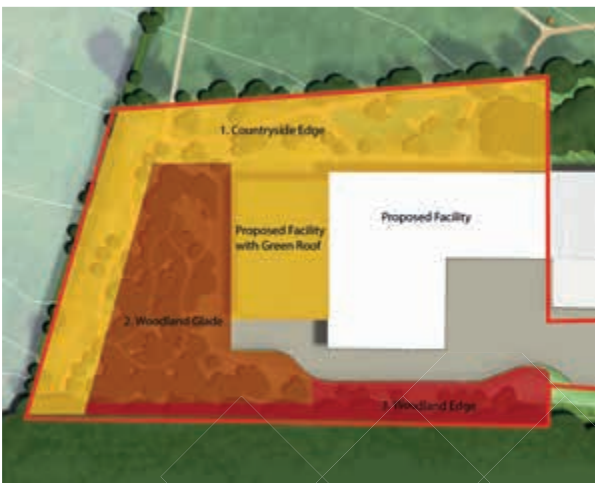 1. Countryside Edge
Proposed Facility
Proposed Facility
with Green Roof
2. Woodland Glade
3. Woodland Edge